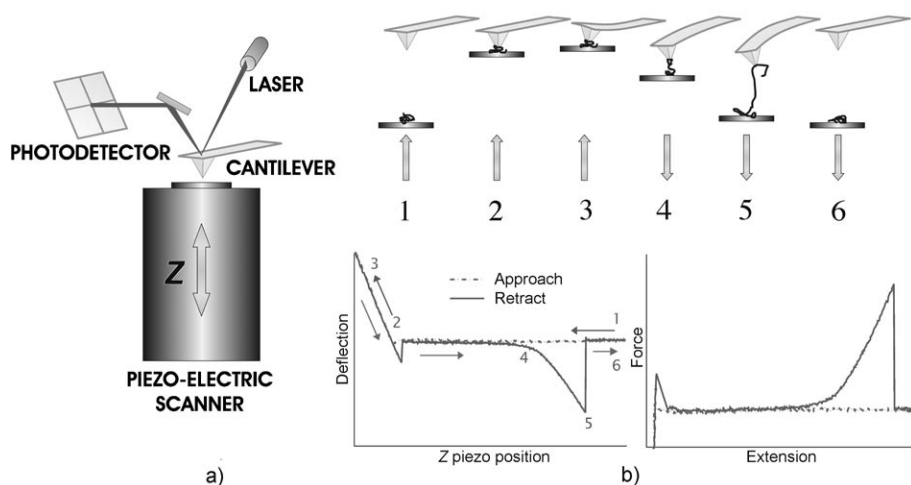 LASER
PHOTODETECTOR
CANTILEVER
Z
PIEZO-ELECTRIC
SCANNER
a)
1 2 3 4 5 6
Approach
Retract
3
2
1
4
6
5
Deflection
Z piezo position
Force
Extension
b)